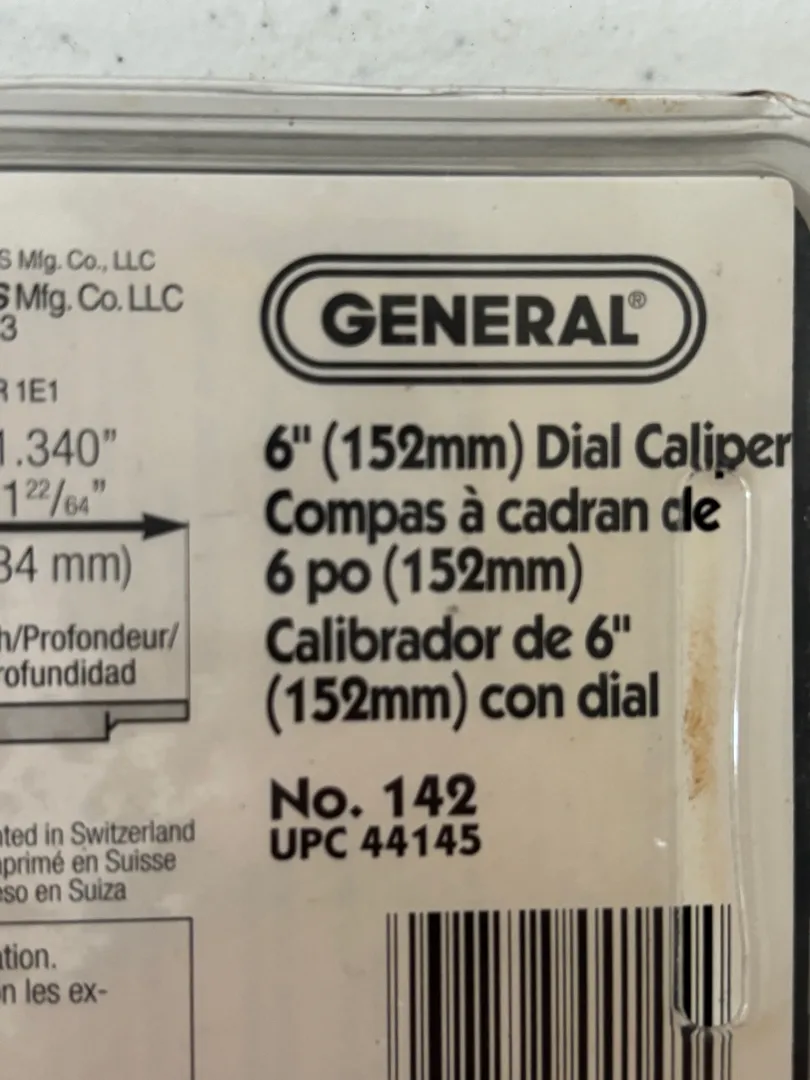 S Mfg. Co., LLC
S Mfg. Co. LLC
3
R 1E1
1.340"
1 22/64"
34 mm)
h/Profondeur/
rofundidad
nted in Switzerland
mprimé en Suisse
eso en Suiza
ation.
n les ex-
GENERAL®
6" (152mm) Dial Caliper
Compas à cadran de
6 po (152mm)
Calibrador de 6"
(152mm) con dial
No. 142
UPC 44145